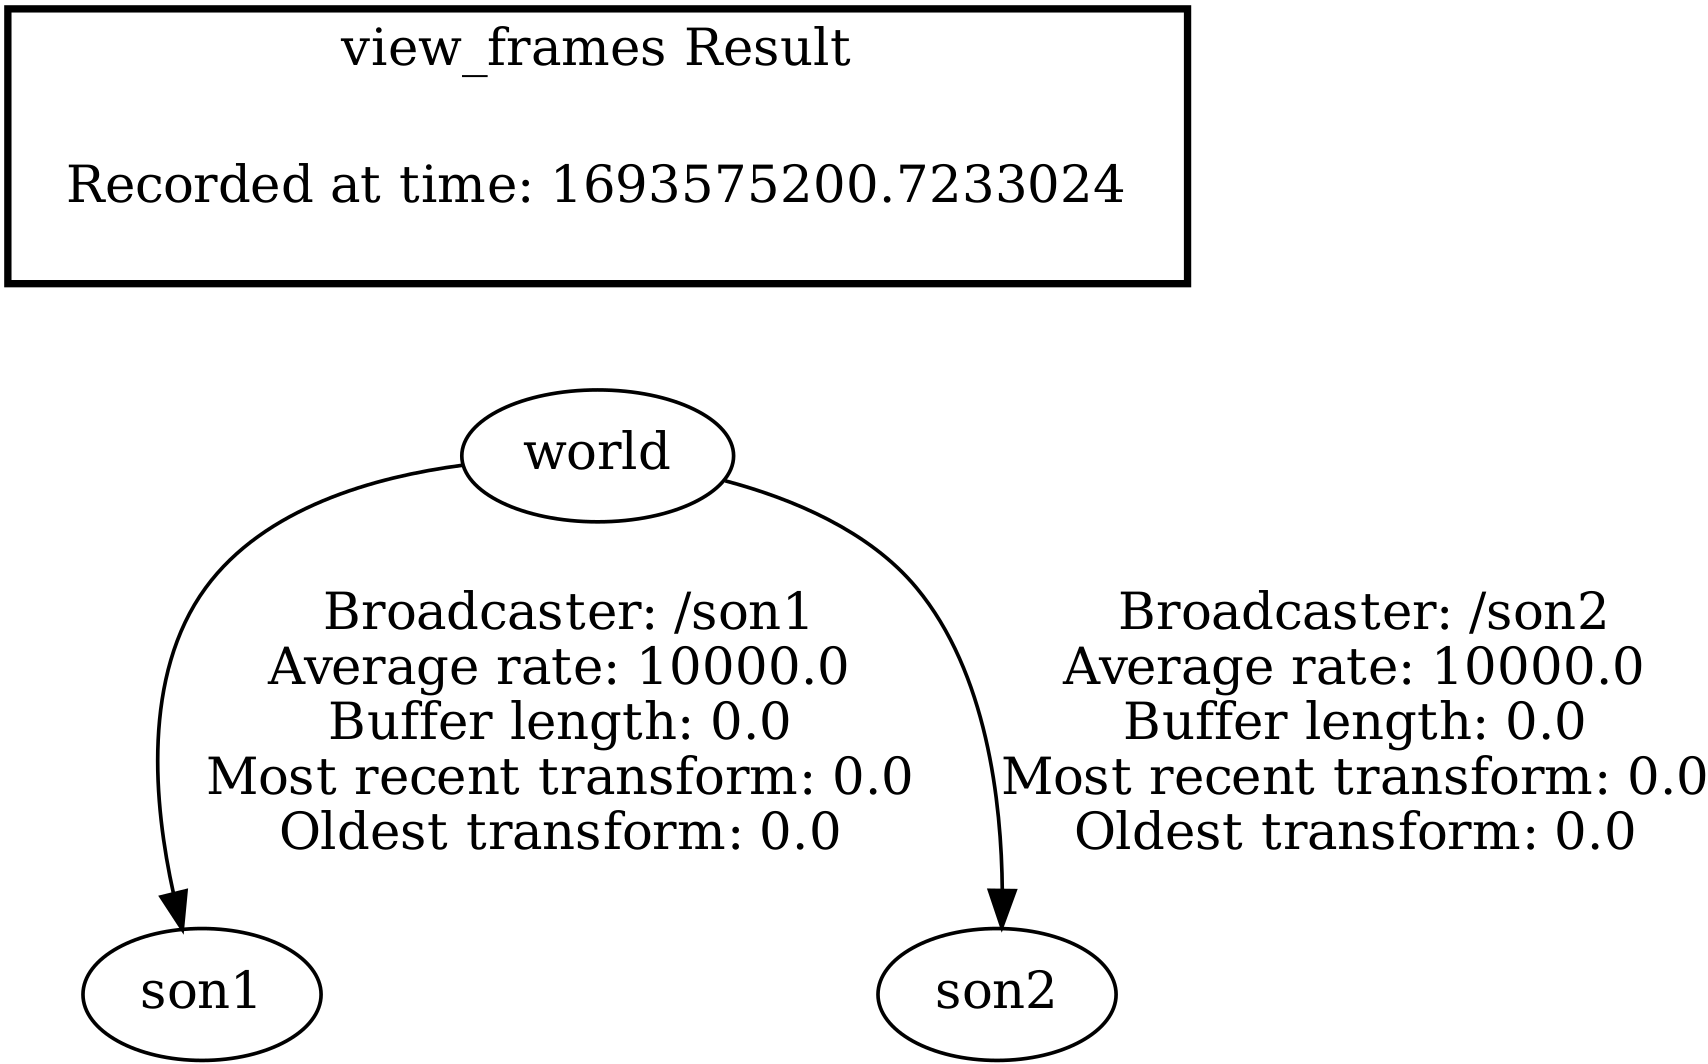 view_frames Result
Recorded at time: 1693575200.7233024
world
Broadcaster: /son1
Average rate: 10000.0
Buffer length: 0.0
Most recent transform: 0.0
Oldest transform: 0.0
Broadcaster: /son2
Average rate: 10000.0
Buffer length: 0.0
Most recent transform: 0.0
Oldest transform: 0.0
son1
son2